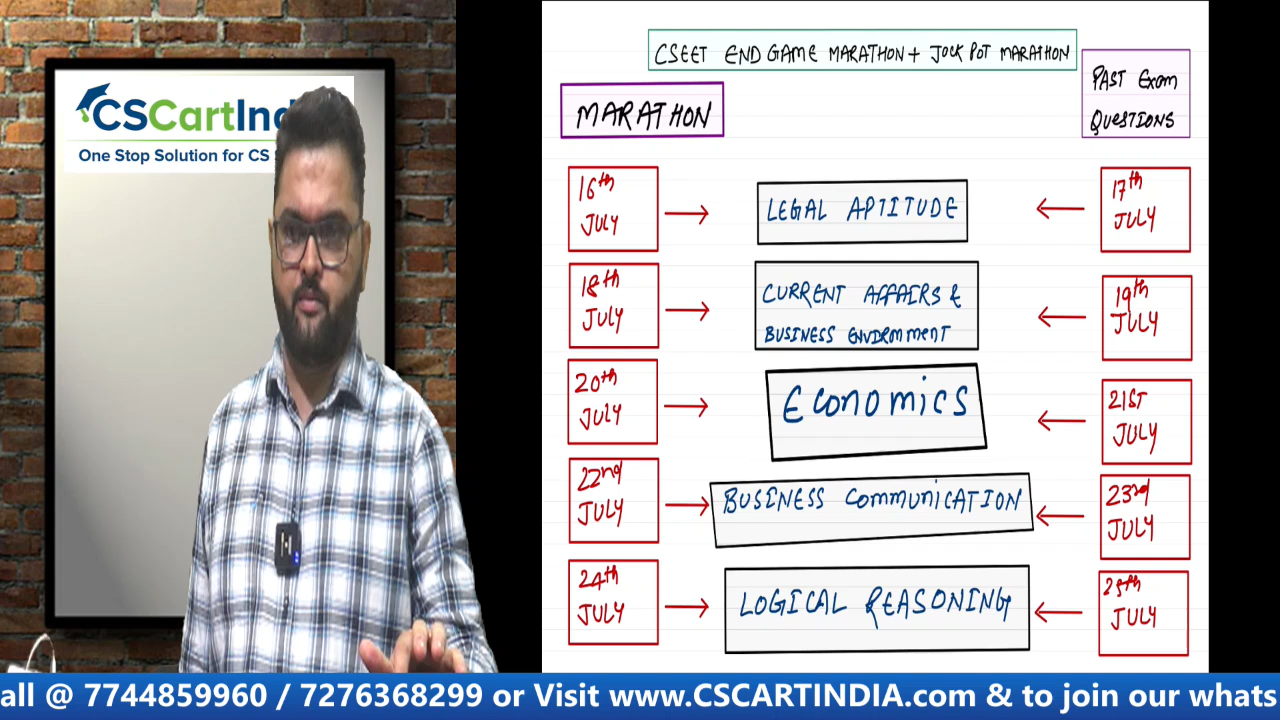 CSCartInd
One Stop Solution for CS
CSEET END GAME MARATHON + JOCK POT MARATHON
MARATHON
PAST Exam
QUESTIONS
16th
JULY
LEGAL APTITUDE
17th
JULY
18th
JULY
CURRENT AFFAIRS &
BUSINESS ENVIRONMENT
19th
JULY
20th
JULY
ECONOMICS
21ST
JULY
22nd
JULY
BUSINESS COMMUNICATION
23rd
JULY
24th
JULY
LOGICAL REASONING
25th
JULY
all @ 7744859960 / 7276368299 or Visit www.CSCARTINDIA.com & to join our whats